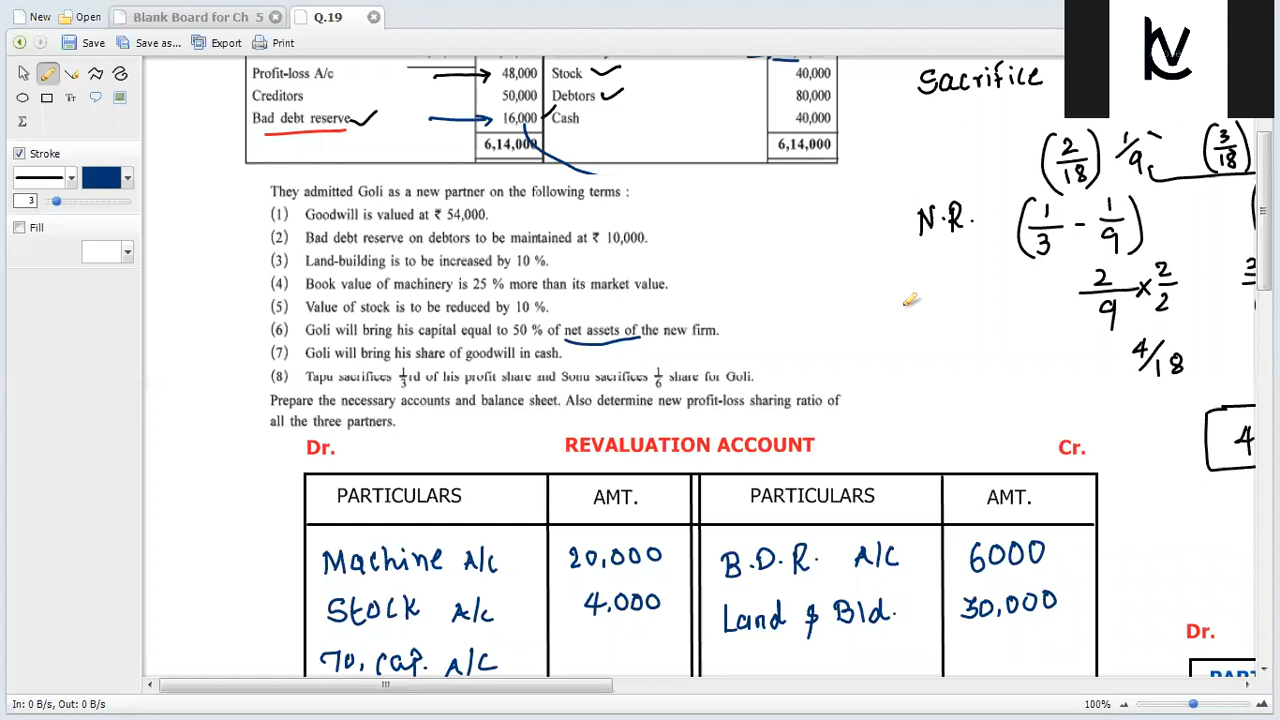 New Open Blank Board for Ch 5 Q.19
Save Save as... Export Print
Stroke
3
Fill
Profit-loss A/c 48,000 Stock 40,000
Creditors 50,000 Debtors 80,000
Bad debt reserve 16,000 Cash 40,000
6,14,000 6,14,000
They admitted Goli as a new partner on the following terms :
(1) Goodwill is valued at ₹ 54,000.
(2) Bad debt reserve on debtors to be maintained at ₹ 10,000.
(3) Land-building is to be increased by 10 %.
(4) Book value of machinery is 25 % more than its market value.
(5) Value of stock is to be reduced by 10 %.
(6) Goli will bring his capital equal to 50 % of net assets of the new firm.
(7) Goli will bring his share of goodwill in cash.
(8) Tapu sacrifices 1/3rd of his profit share and Sonu sacrifices 1/6 share for Goli.
Prepare the necessary accounts and balance sheet. Also determine new profit-loss sharing ratio of
all the three partners.
Sacrifice
(2/18) 1/9 (3/18)
N.R. (1/3 - 1/9)
2/9 × 2/2
4/18
4
Dr. REVALUATION ACCOUNT Cr.
PARTICULARS AMT. PARTICULARS AMT.
Machine A/c 20,000 B.D.R. A/c 6000
Stock A/c 4,000 Land & Bld. 30,000
To, Cap. A/c
Dr.
In: 0 B/s, Out: 0 B/s 100%